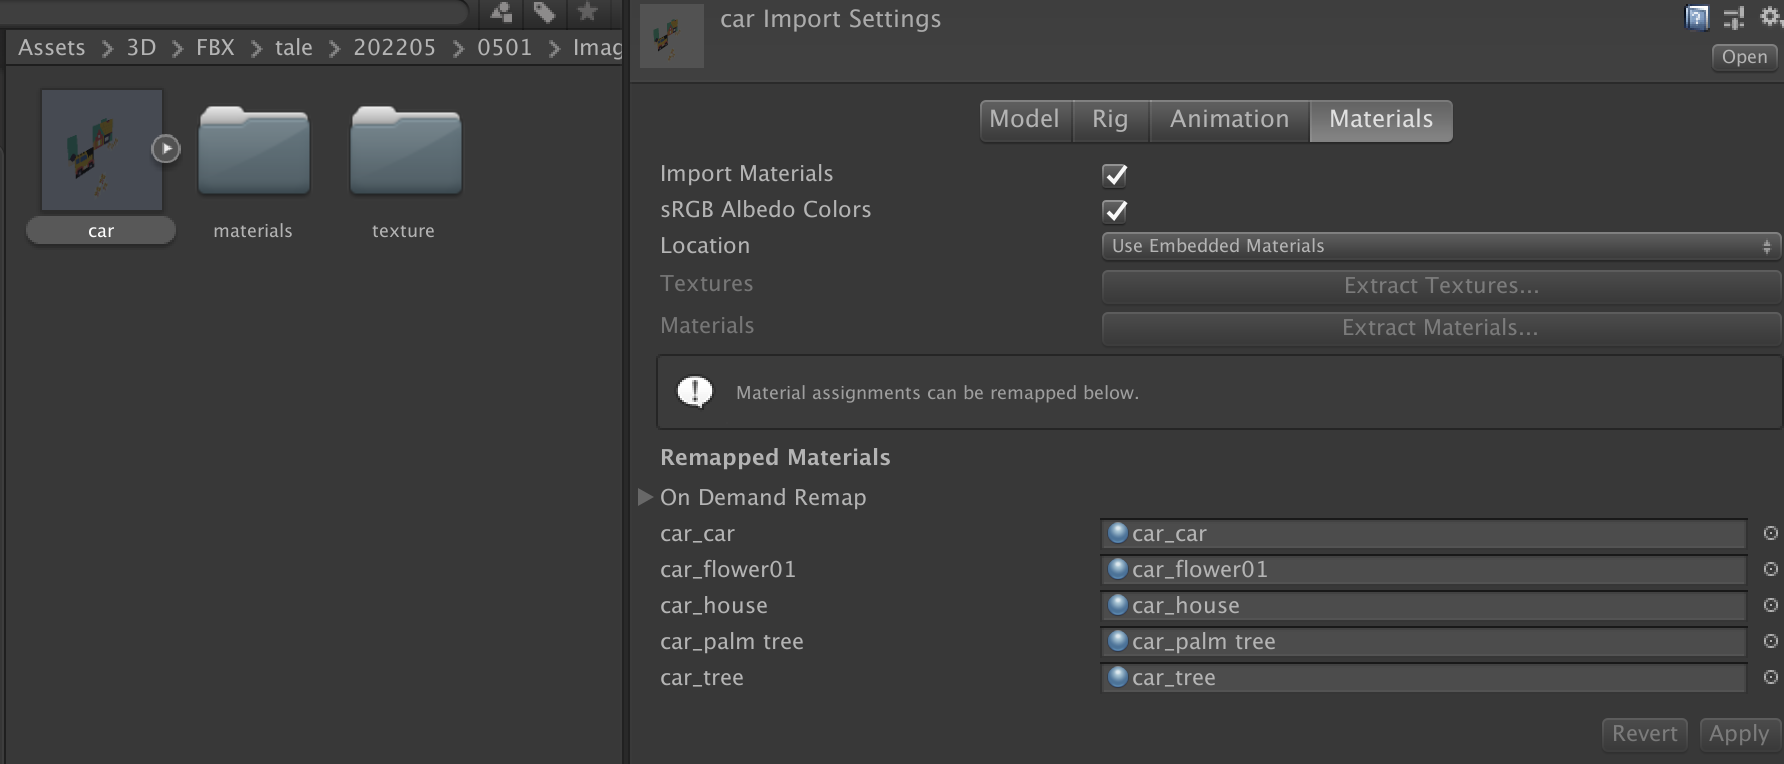 car Import Settings
Open
Assets > 3D > FBX > tale > 202205 > 0501 >
car
materials
texture
Model Rig Animation Materials
Import Materials
sRGB Albedo Colors
Location Use Embedded Materials
Textures Extract Textures...
Materials Extract Materials...
Material assignments can be remapped below.
Remapped Materials
On Demand Remap
car_car car_car
car_flower01 car_flower01
car_house car_house
car_palm tree car_palm tree
car_tree car_tree
Revert Apply